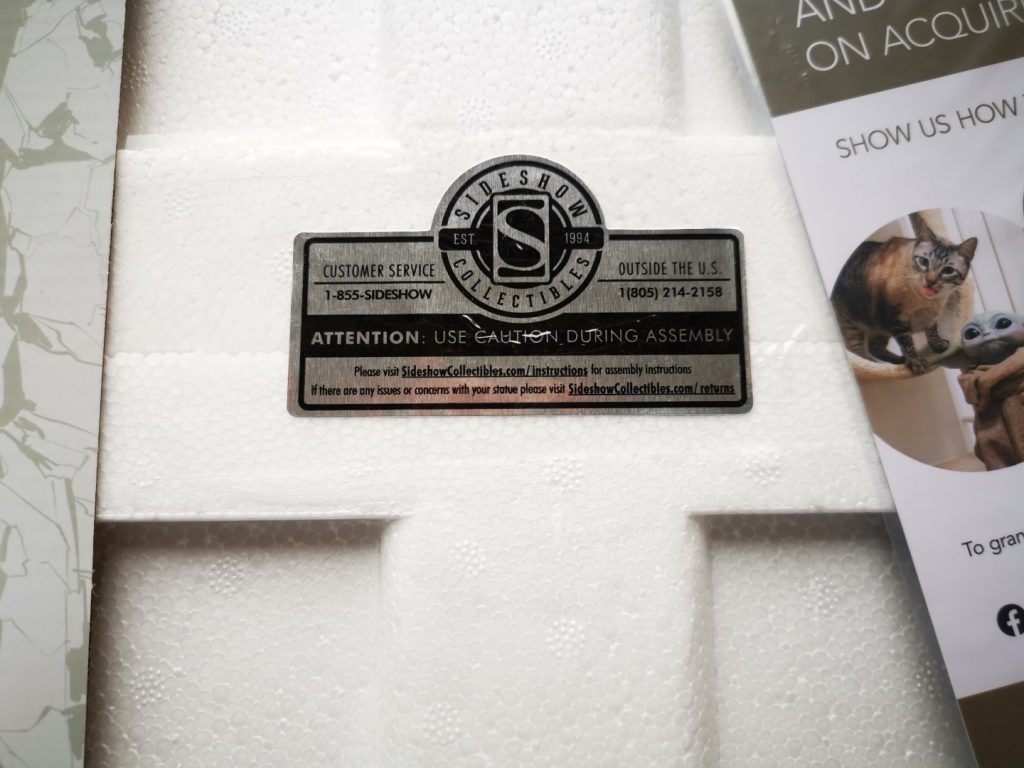 SIDESHOW
EST. S 1994
COLLECTIBLES
CUSTOMER SERVICE
1-855-SIDESHOW
OUTSIDE THE U.S.
1(805) 214-2158
ATTENTION: USE CAUTION DURING ASSEMBLY
Please visit SideshowCollectibles.com/instructions for assembly instructions
If there are any issues or concerns with your statue please visit SideshowCollectibles.com/returns
AND
ON ACQUIR
SHOW US HOW
To gran
f